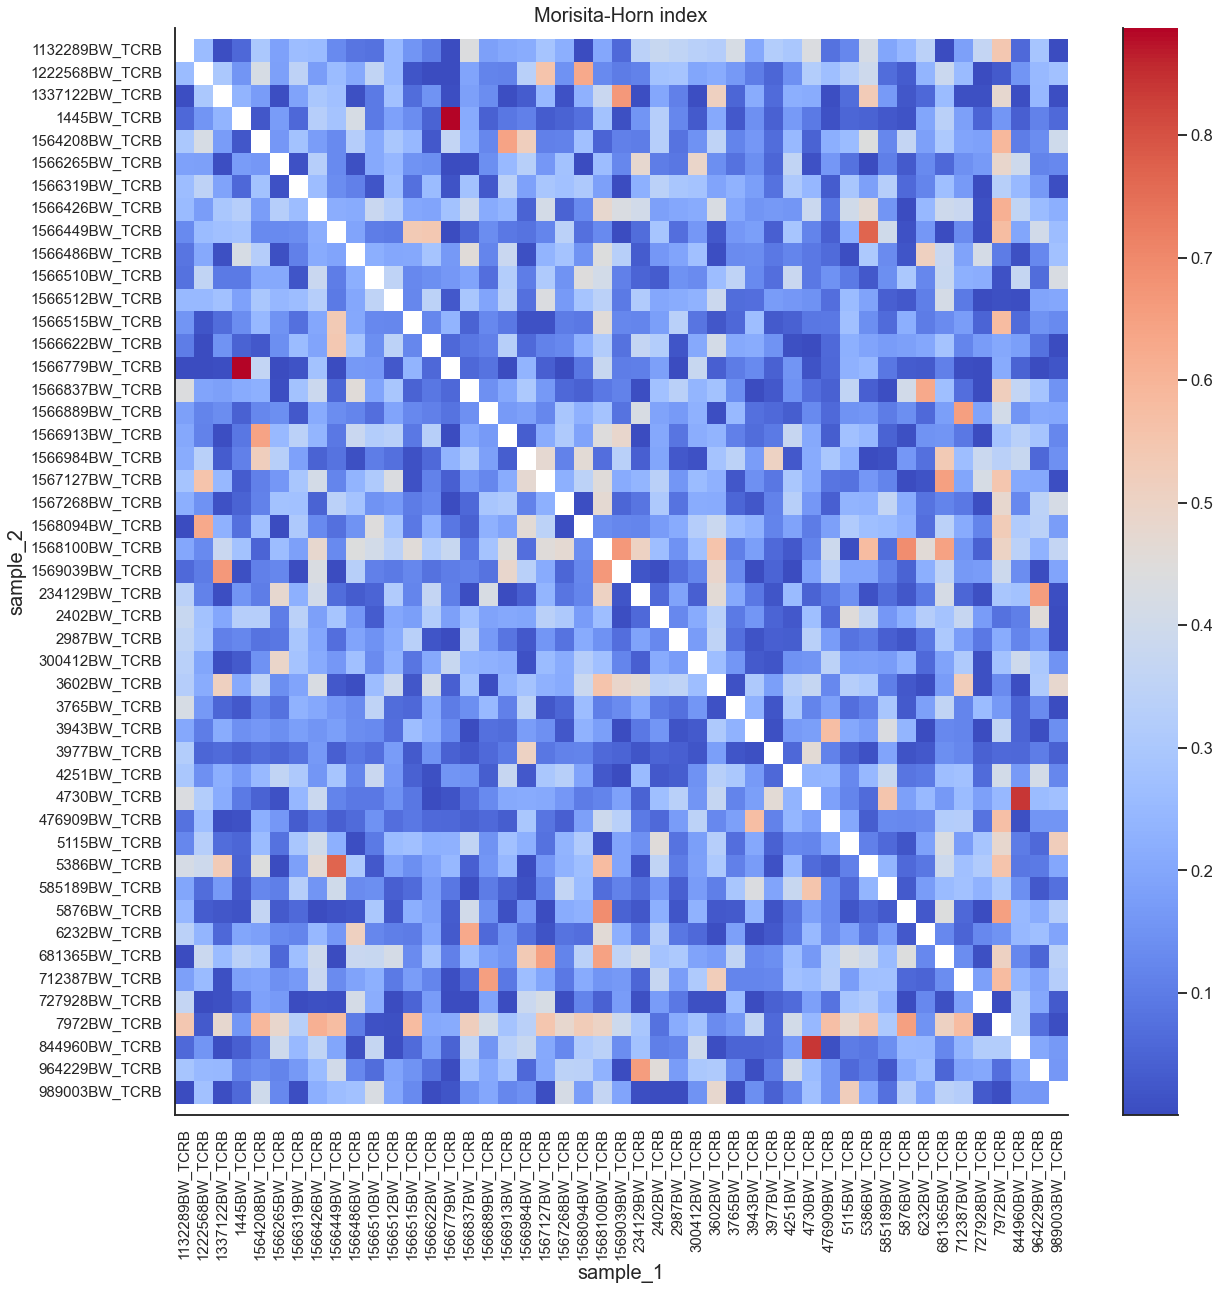 Morisita-Horn index
1132289BW_TCRB
1222568BW_TCRB
1337122BW_TCRB
1445BW_TCRB
1564208BW_TCRB
1566265BW_TCRB
1566319BW_TCRB
1566426BW_TCRB
1566449BW_TCRB
1566486BW_TCRB
1566510BW_TCRB
1566512BW_TCRB
1566515BW_TCRB
1566622BW_TCRB
1566779BW_TCRB
1566837BW_TCRB
1566889BW_TCRB
1566913BW_TCRB
1566984BW_TCRB
1567127BW_TCRB
1567268BW_TCRB
1568094BW_TCRB
1568100BW_TCRB
1569039BW_TCRB
234129BW_TCRB
2402BW_TCRB
2987BW_TCRB
300412BW_TCRB
3602BW_TCRB
3765BW_TCRB
3943BW_TCRB
3977BW_TCRB
4251BW_TCRB
4730BW_TCRB
476909BW_TCRB
5115BW_TCRB
5386BW_TCRB
585189BW_TCRB
5876BW_TCRB
6232BW_TCRB
681365BW_TCRB
712387BW_TCRB
727928BW_TCRB
7972BW_TCRB
844960BW_TCRB
964229BW_TCRB
989003BW_TCRB
sample_2
1132289BW_TCRB
1222568BW_TCRB
1337122BW_TCRB
1445BW_TCRB
1564208BW_TCRB
1566265BW_TCRB
1566319BW_TCRB
1566426BW_TCRB
1566449BW_TCRB
1566486BW_TCRB
1566510BW_TCRB
1566512BW_TCRB
1566515BW_TCRB
1566622BW_TCRB
1566779BW_TCRB
1566837BW_TCRB
1566889BW_TCRB
1566913BW_TCRB
1566984BW_TCRB
1567127BW_TCRB
1567268BW_TCRB
1568094BW_TCRB
1568100BW_TCRB
1569039BW_TCRB
234129BW_TCRB
2402BW_TCRB
2987BW_TCRB
300412BW_TCRB
3602BW_TCRB
3765BW_TCRB
3943BW_TCRB
3977BW_TCRB
4251BW_TCRB
4730BW_TCRB
476909BW_TCRB
5115BW_TCRB
5386BW_TCRB
585189BW_TCRB
5876BW_TCRB
6232BW_TCRB
681365BW_TCRB
712387BW_TCRB
727928BW_TCRB
7972BW_TCRB
844960BW_TCRB
964229BW_TCRB
989003BW_TCRB
sample_1
0.8
0.7
0.6
0.5
0.4
0.3
0.2
0.1